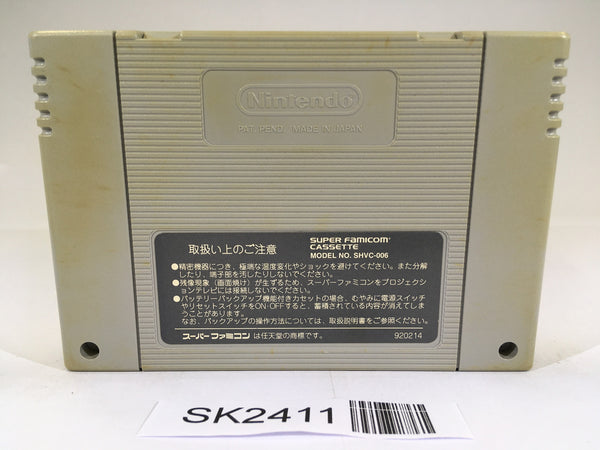 Nintendo
PAT. PEND. MADE IN JAPAN
取扱い上のご注意
SUPER FAMICOM
CASSETTE
MODEL NO. SHVC-006
●精密機器につき、極端な温度変化やショックを避けてください。また分解
したり、端子部を汚したりしないでください。
●残像現象（画面焼け）が生ずるため、スーパーファミコンをプロジェクシ
ョンテレビには接続しないでください。
●バッテリーバックアップ機能付きカセットの場合、むやみに電源スイッチ
やリセットスイッチをON・OFFすると、蓄積されている内容が消えてしま
うことがあります。
なお、バックアップの操作方法については、取扱説明書をご参照ください。
スーパーファミコン は任天堂の商標です。
920214
SK2411